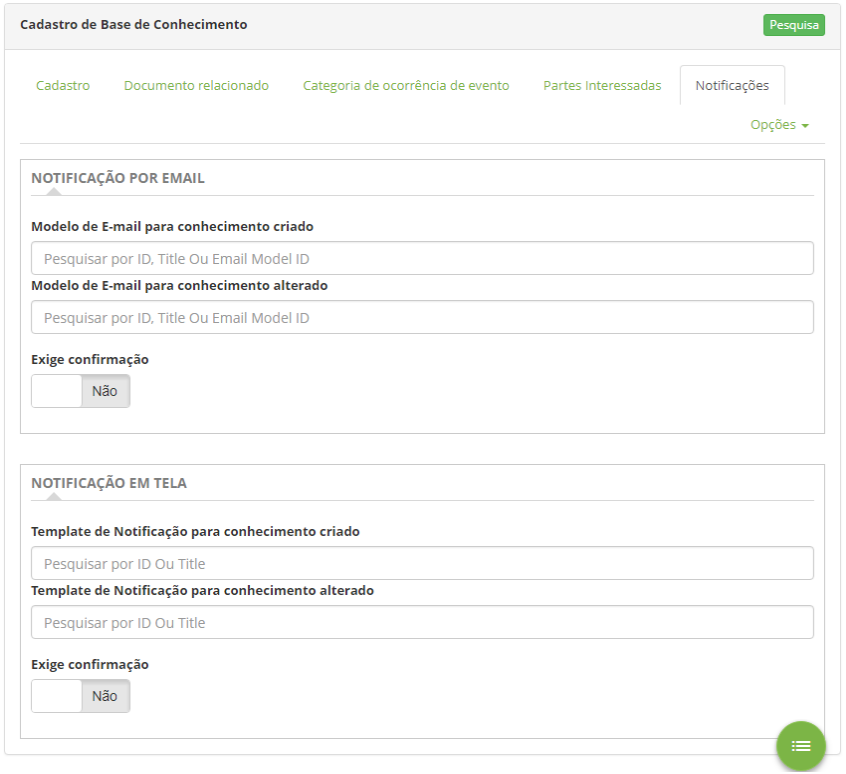 Cadastro de Base de Conhecimento Pesquisa
Cadastro Documento relacionado Categoria de ocorrência de evento Partes Interessadas Notificações
Opções
NOTIFICAÇÃO POR EMAIL
Modelo de E-mail para conhecimento criado
Pesquisar por ID, Title Ou Email Model ID
Modelo de E-mail para conhecimento alterado
Pesquisar por ID, Title Ou Email Model ID
Exige confirmação
Não
NOTIFICAÇÃO EM TELA
Template de Notificação para conhecimento criado
Pesquisar por ID Ou Title
Template de Notificação para conhecimento alterado
Pesquisar por ID Ou Title
Exige confirmação
Não